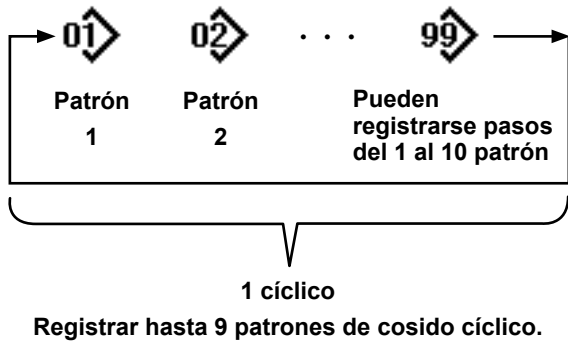 01 02 · · · 99
Patrón
1
Patrón
2
Pueden
registrarse pasos
del 1 al 10 patrón
1 cíclico
Registrar hasta 9 patrones de cosido cíclico.